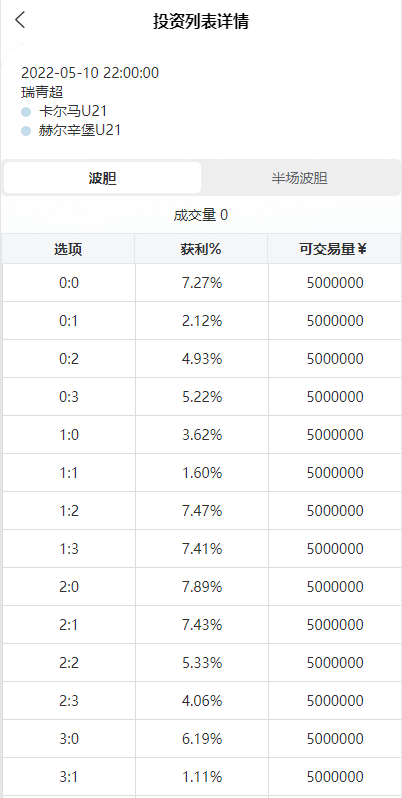 投资列表详情
2022-05-10 22:00:00
瑞青超
卡尔马U21
赫尔辛堡U21
波胆 半场波胆
成交量 0
选项 获利% 可交易量¥
0:0 7.27% 5000000
0:1 2.12% 5000000
0:2 4.93% 5000000
0:3 5.22% 5000000
1:0 3.62% 5000000
1:1 1.60% 5000000
1:2 7.47% 5000000
1:3 7.41% 5000000
2:0 7.89% 5000000
2:1 7.43% 5000000
2:2 5.33% 5000000
2:3 4.06% 5000000
3:0 6.19% 5000000
3:1 1.11% 5000000